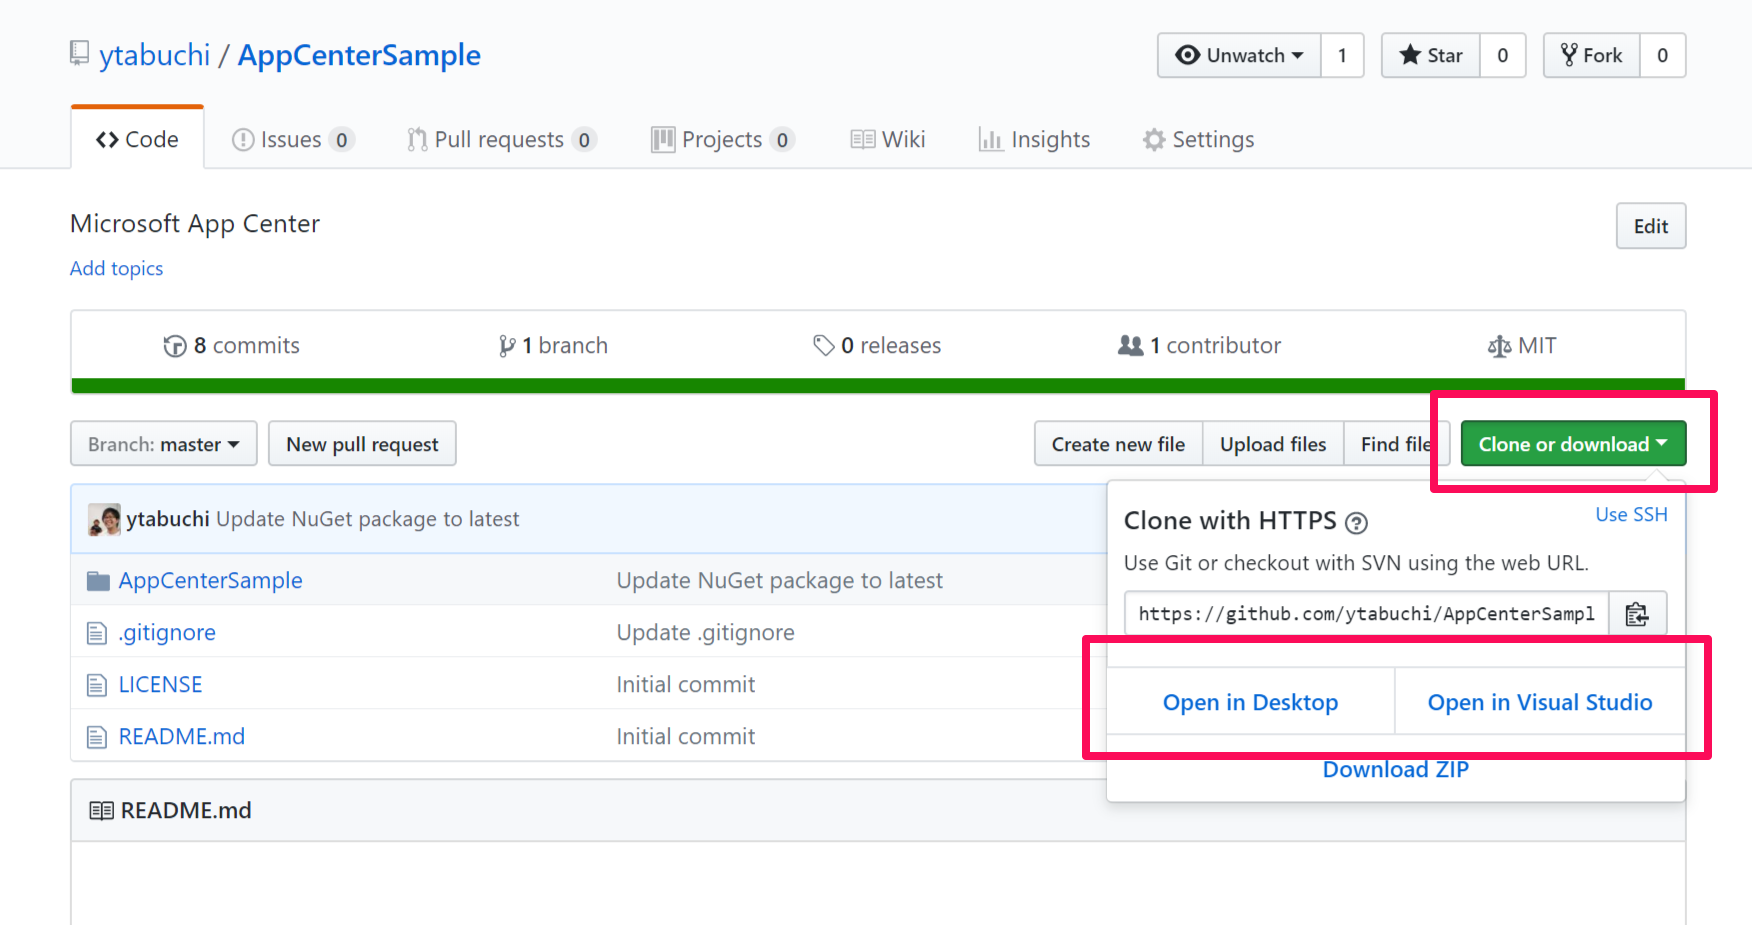 ytabuchi / AppCenterSample
Unwatch 1 Star 0 Fork 0
Code Issues 0 Pull requests 0 Projects 0 Wiki Insights Settings
Microsoft App Center
Edit
Add topics
8 commits 1 branch 0 releases 1 contributor MIT
Branch: master New pull request Create new file Upload files Find file Clone or download
ytabuchi Update NuGet package to latest
AppCenterSample Update NuGet package to latest
.gitignore Update .gitignore
LICENSE Initial commit
README.md Initial commit
Clone with HTTPS ? Use SSH
Use Git or checkout with SVN using the web URL.
https://github.com/ytabuchi/AppCenterSampl
Open in Desktop Open in Visual Studio
Download ZIP
README.md